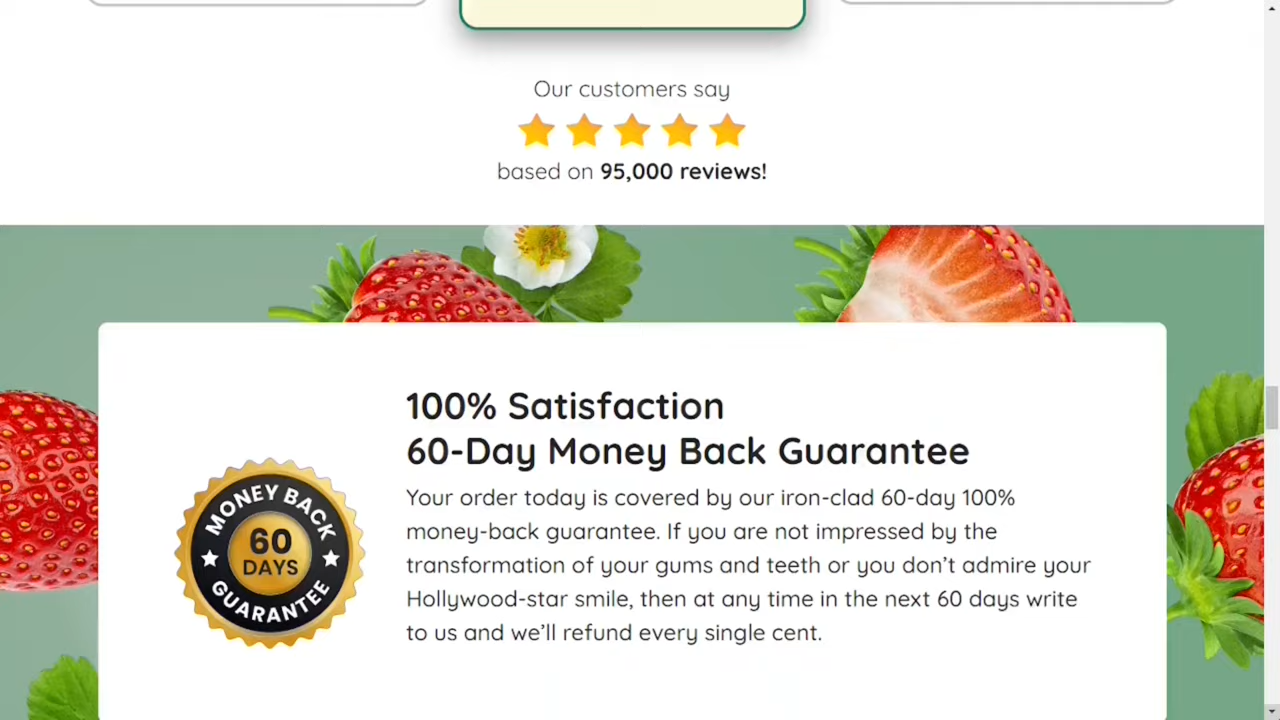 Our customers say
based on 95,000 reviews!
100% Satisfaction
60-Day Money Back Guarantee
Your order today is covered by our iron-clad 60-day 100%
money-back guarantee. If you are not impressed by the
transformation of your gums and teeth or you don’t admire your
Hollywood-star smile, then at any time in the next 60 days write
to us and we’ll refund every single cent.
MONEY BACK
60
DAYS
GUARANTEE